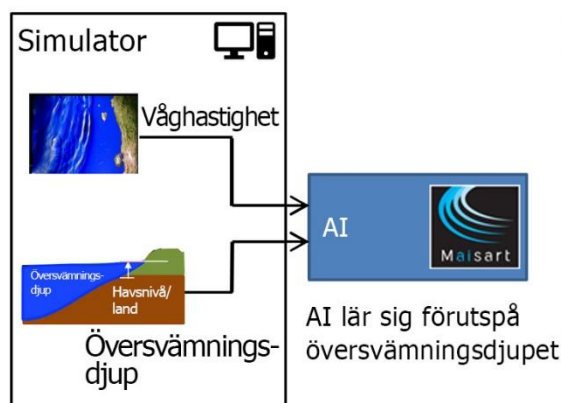 Simulator
Våghastighet
Översvämnings-
djup
Havsnivå/
land
Översvämnings-
djup
AI
Maisart
AI lär sig förutspå
översvämningsdjupet